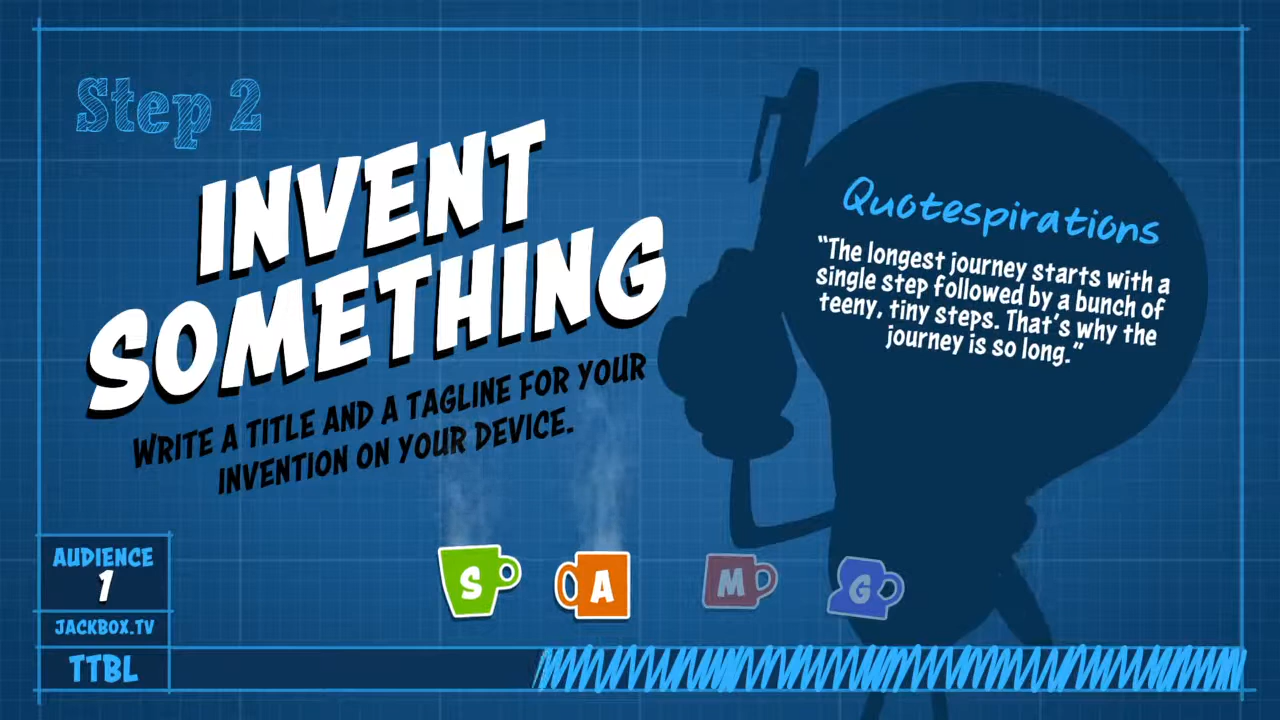 Step 2
INVENT
SOMETHING
WRITE A TITLE AND A TAGLINE FOR YOUR
INVENTION ON YOUR DEVICE.
Quotespirations
"The longest journey starts with a
single step followed by a bunch of
teeny, tiny steps. That's why the
journey is so long."
S
A
M
G
AUDIENCE
1
JACKBOX.TV
TTBL